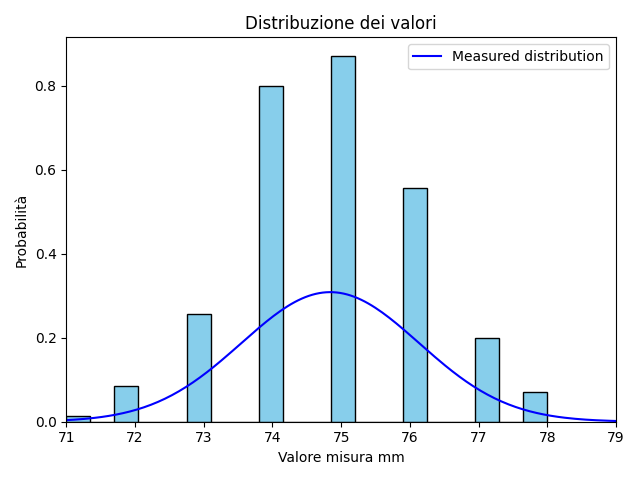 Distribuzione dei valori
Measured distribution
Probabilità
0.8
0.6
0.4
0.2
0.0
71 72 73 74 75 76 77 78 79
Valore misura mm